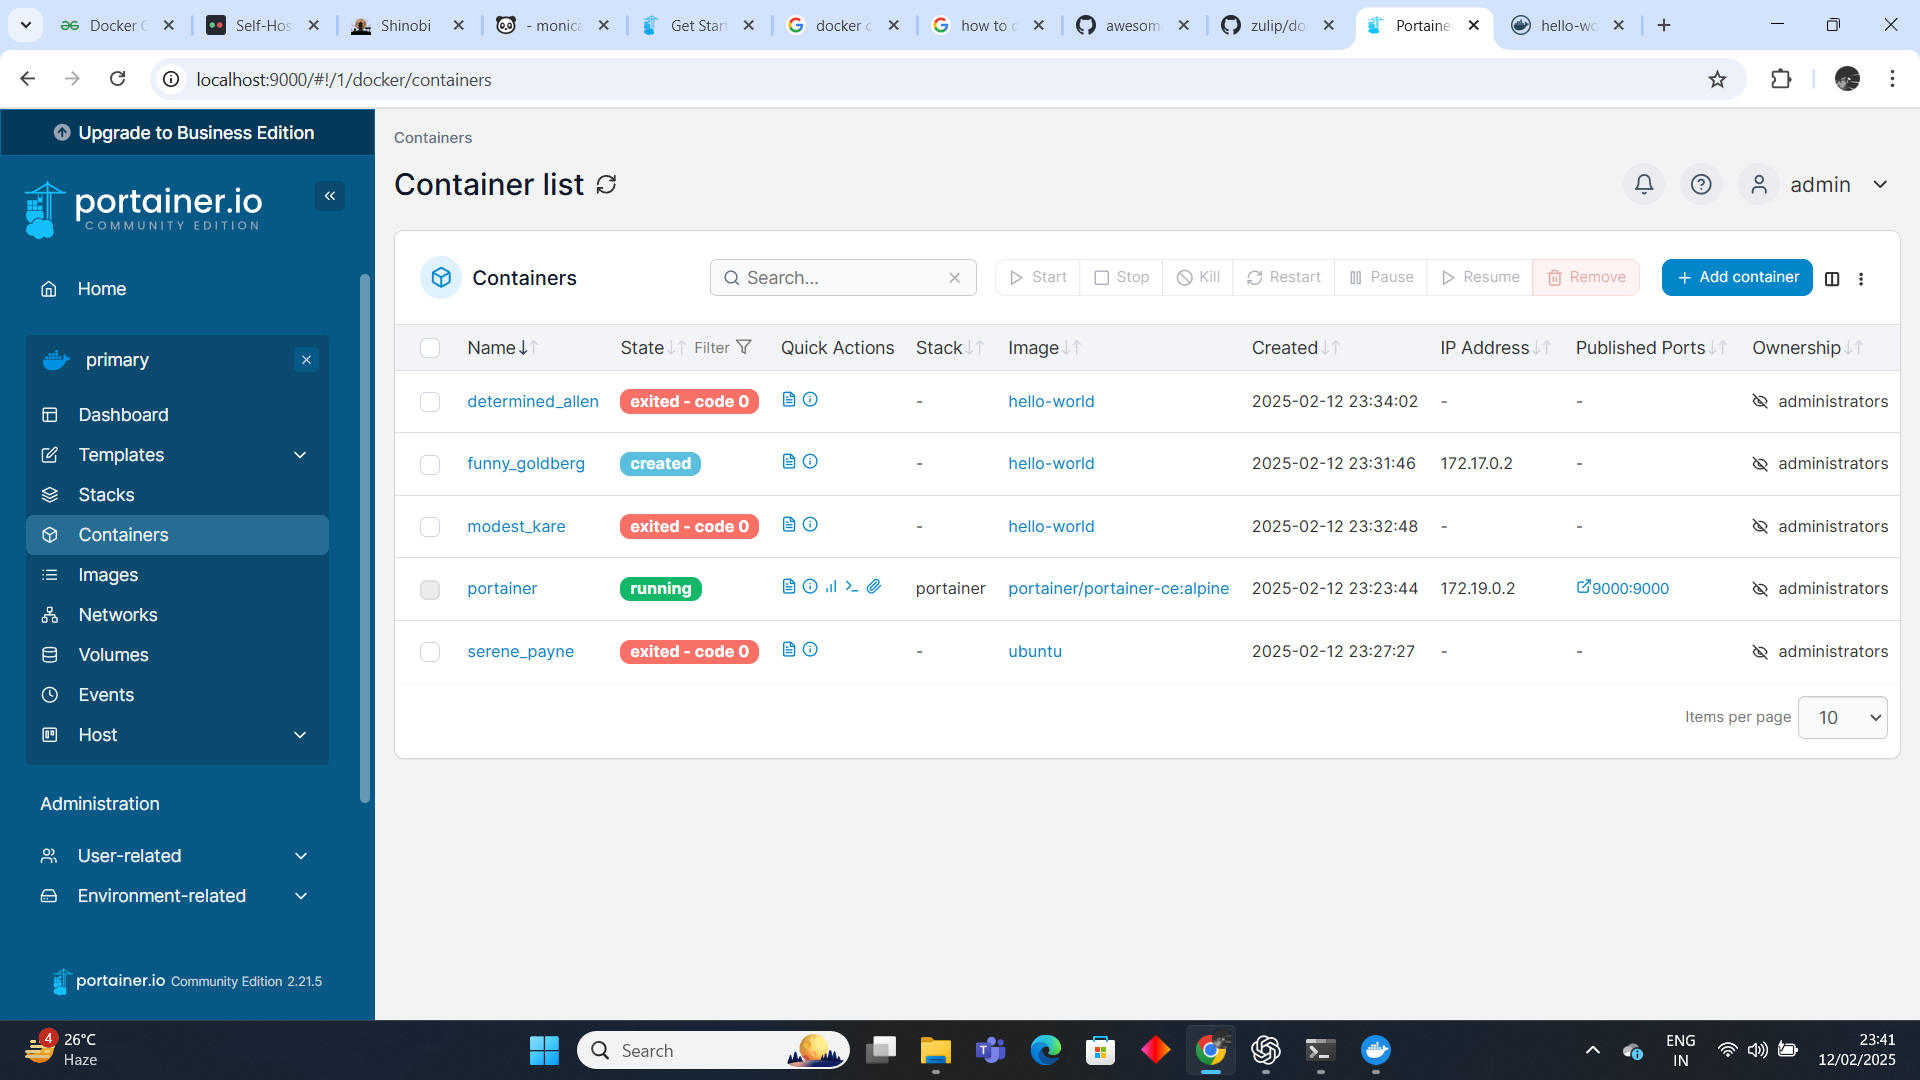 Docker C
Self-Hos
Shinobi
- monica
Get Start
docker c
how to c
awesom
zulip/do
Portaine
hello-wo
localhost:9000/#!/1/docker/containers
Upgrade to Business Edition
portainer.io
COMMUNITY EDITION
Home
primary
Dashboard
Templates
Stacks
Containers
Images
Networks
Volumes
Events
Host
Administration
User-related
Environment-related
portainer.io Community Edition 2.21.5
Containers
Container list
admin
Containers
Search...
Start
Stop
Kill
Restart
Pause
Resume
Remove
+ Add container
Name State Filter Quick Actions Stack Image Created IP Address Published Ports Ownership
determined_allen exited - code 0 - hello-world 2025-02-12 23:34:02 - - administrators
funny_goldberg created - hello-world 2025-02-12 23:31:46 172.17.0.2 - administrators
modest_kare exited - code 0 - hello-world 2025-02-12 23:32:48 - - administrators
portainer running portainer portainer/portainer-ce:alpine 2025-02-12 23:23:44 172.19.0.2 9000:9000 administrators
serene_payne exited - code 0 - ubuntu 2025-02-12 23:27:27 - - administrators
Items per page 10
4
26°C
Haze
Search
ENG
IN
23:41
12/02/2025